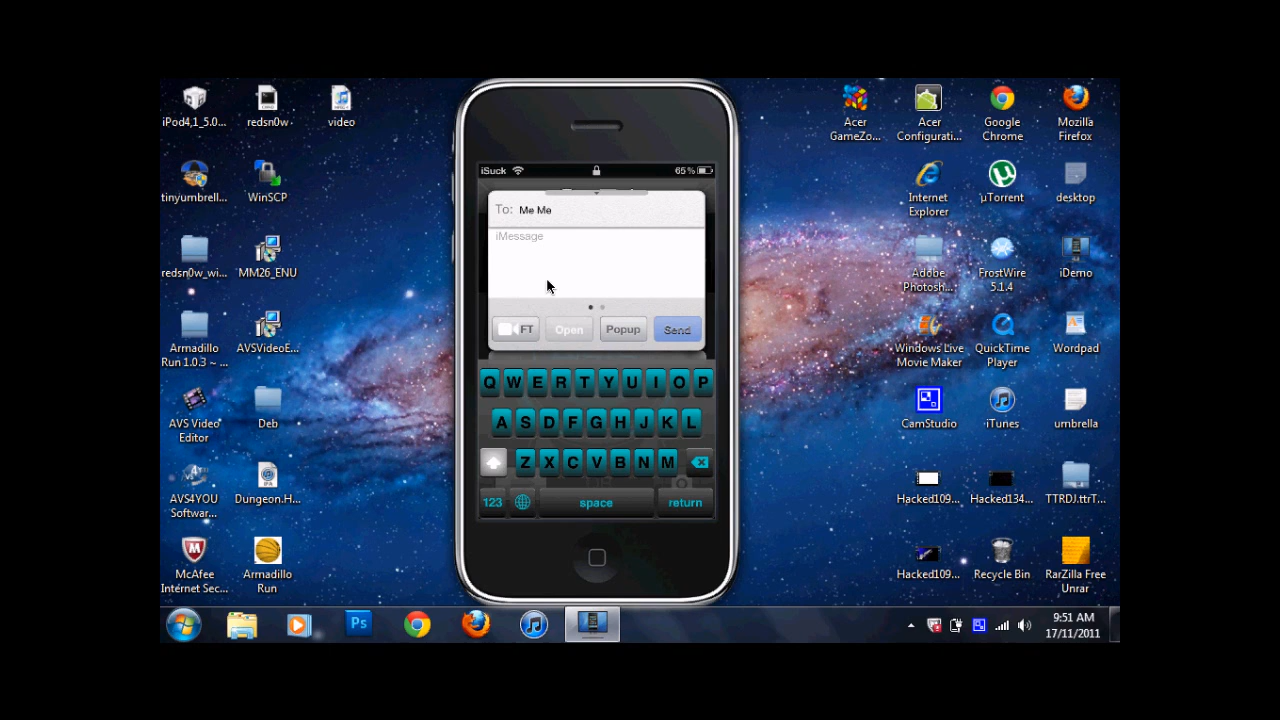 iPod4,1_5.0...
redsn0w
video
tinyumbrell...
WinSCP
redsn0w_wi...
MM26_ENU
Armadillo
Run 1.0.3 ~ ...
AVSVideoE...
AVS Video
Editor
Deb
AVS4YOU
Softwar...
Dungeon.H...
McAfee
Internet Sec...
Armadillo
Run
iSuck
65%
To: Me Me
iMessage
FT
Open
Popup
Send
Q W E R T Y U I O P
A S D F G H J K L
Z X C V B N M
123
space
return
Acer
GameZo...
Acer
Configurati...
Google
Chrome
Mozilla
Firefox
Internet
Explorer
µTorrent
desktop
Adobe
Photosh...
FrostWire
5.1.4
iDemo
Windows Live
Movie Maker
QuickTime
Player
Wordpad
CamStudio
iTunes
umbrella
Hacked109...
Hacked134...
TTRDJ.ttrT...
Hacked109...
Recycle Bin
RarZilla Free
Unrar
Ps
9:51 AM
17/11/2011